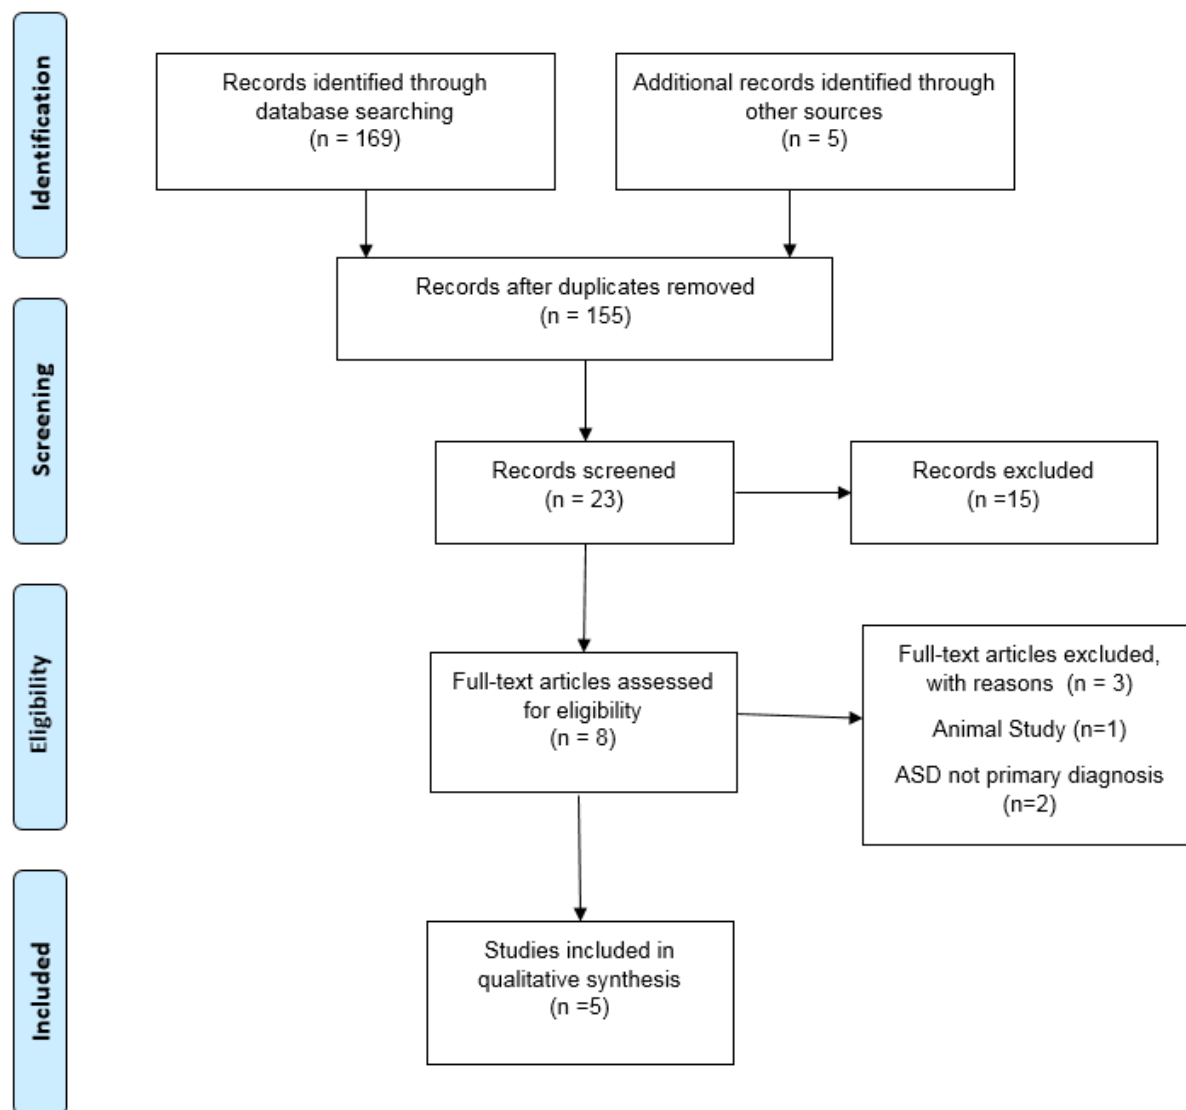 Identification
Records identified through
database searching
(n = 169)
Additional records identified through
other sources
(n = 5)
Records after duplicates removed
(n = 155)
Screening
Records screened
(n = 23)
Records excluded
(n =15)
Eligibility
Full-text articles assessed
for eligibility
(n = 8)
Full-text articles excluded,
with reasons (n = 3)
Animal Study (n=1)
ASD not primary diagnosis
(n=2)
Included
Studies included in
qualitative synthesis
(n =5)